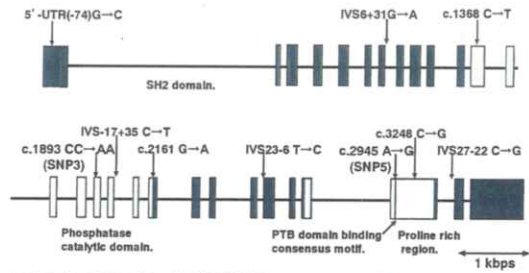 5'-UTR(-74)G→C
IVS6+31G→A
c.1368 C→T
SH2 domain.
IVS-17+35 C→T
c.3248 C→G
c.1893 CC→AA
c.2161 G→A
IVS23-6 T→C
c.2945 A→G
IVS27-22 C→G
(SNP3)
(SNP5)
Phosphatase
catalytic domain.
PTB domain binding
consensus motif.
Proline rich
region.
1 kbps